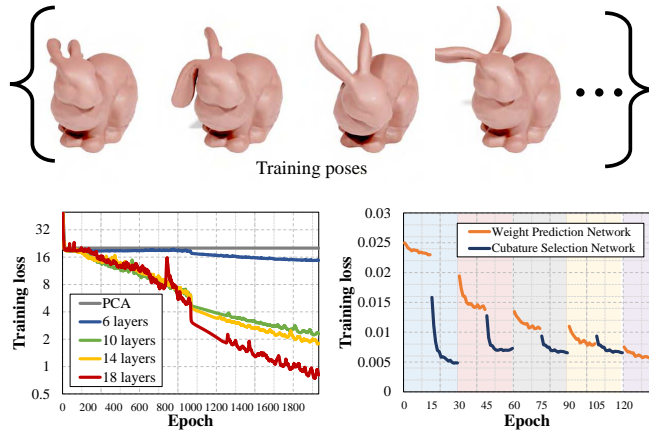 Training poses
32
16
8
4
2
1
0.5
Training loss
PCA
6 layers
10 layers
14 layers
18 layers
0 200 400 600 800 1000 1200 1400 1600 1800
Epoch
0.03
0.025
0.02
0.015
0.01
0.005
0
Training loss
Weight Prediction Network
Cubature Selection Network
0 15 30 45 60 75 90 105 120
Epoch